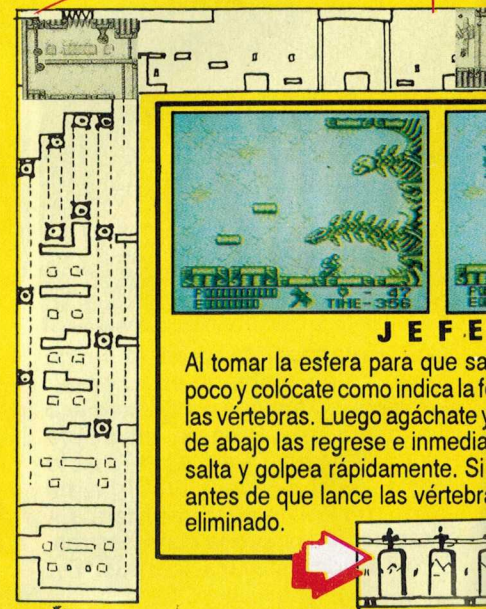 P
E
- 47
TIME-356
P
E
JEFE
Al tomar la esfera para que sa
poco y colócate como indica la fo
las vértebras. Luego agáchate y
de abajo las regrese e inmedia
salta y golpea rápidamente. Si
antes de que lance las vértebra
eliminado.